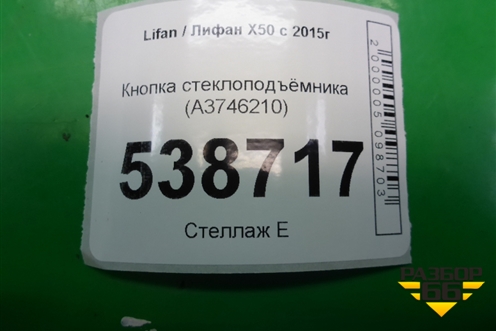 Lifan / Лифан X50 с 2015г
Кнопка стеклоподъёмника
(A3746210)
538717
Стеллаж Е
2000005098703
РАЗБОР
66